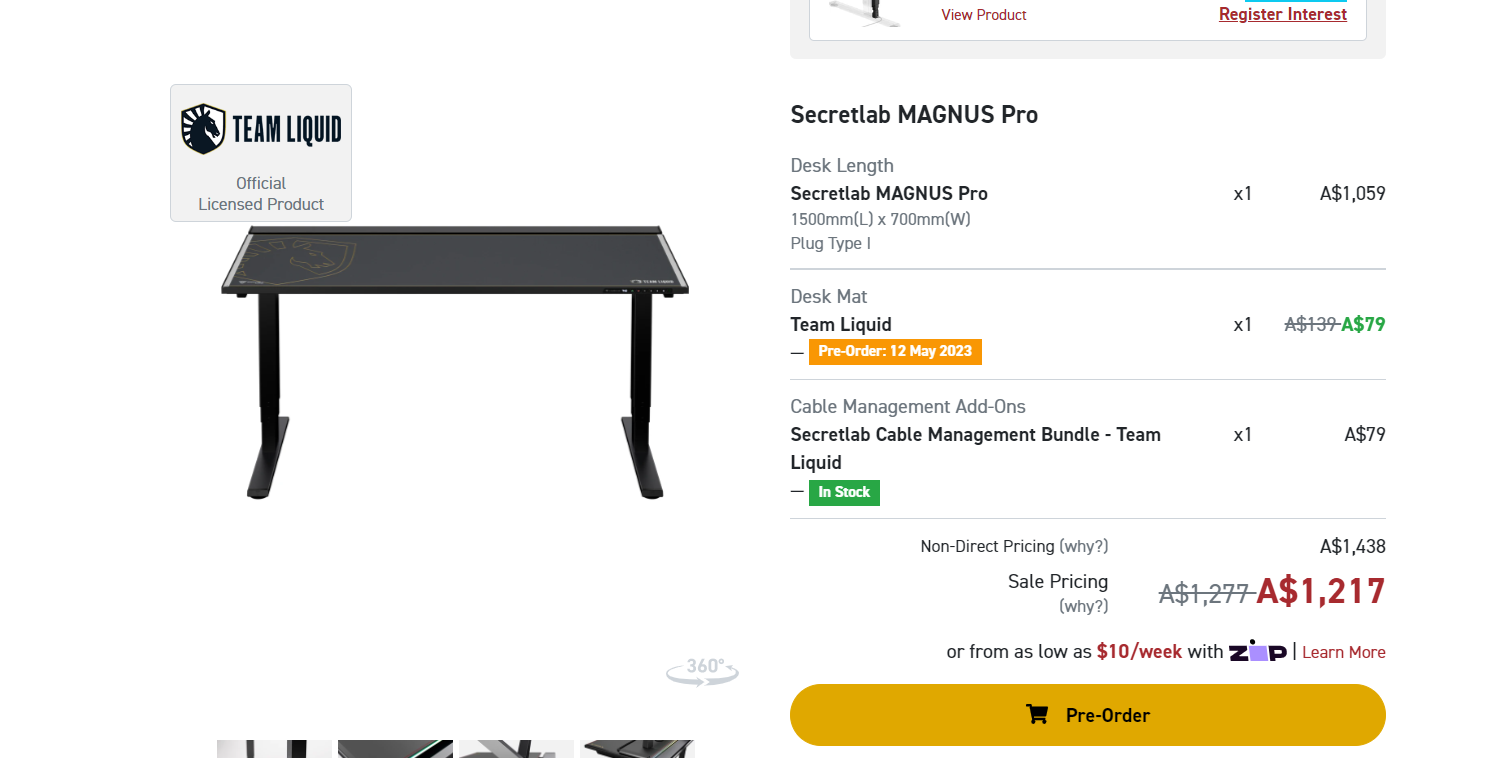 View Product
Register Interest
TEAM LIQUID
Official
Licensed Product
TEAM LIQUID
360°
Secretlab MAGNUS Pro
Desk Length
Secretlab MAGNUS Pro x1 A$1,059
1500mm(L) x 700mm(W)
Plug Type I
Desk Mat
Team Liquid x1 A$139 A$79
— Pre-Order: 12 May 2023
Cable Management Add-Ons
Secretlab Cable Management Bundle - Team x1 A$79
Liquid
— In Stock
Non-Direct Pricing (why?) A$1,438
Sale Pricing A$1,277 A$1,217
(why?)
or from as low as $10/week with zip | Learn More
Pre-Order